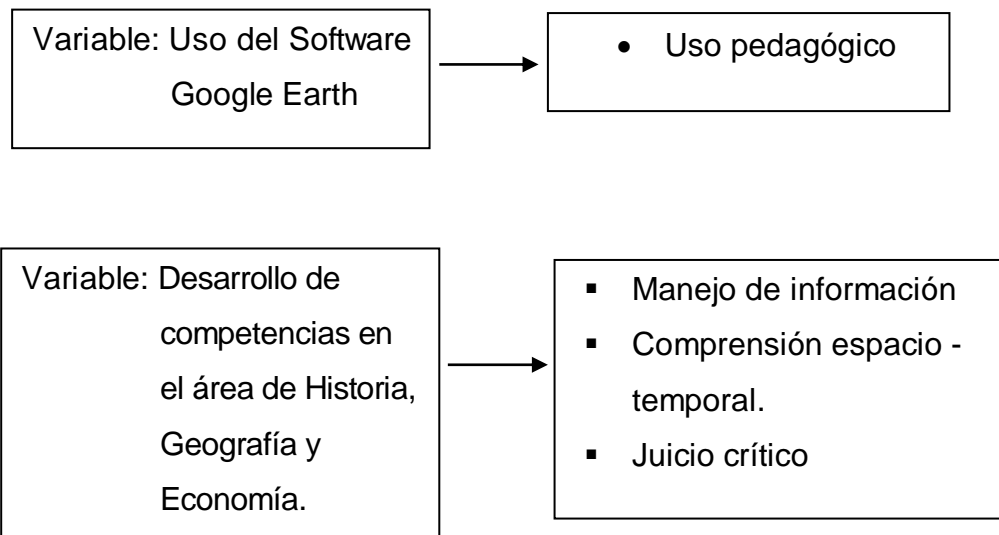 Variable: Uso del Software
Google Earth
• Uso pedagógico
Variable: Desarrollo de
competencias en
el área de Historia,
Geografía y
Economía.
▪ Manejo de información
▪ Comprensión espacio -
temporal.
▪ Juicio crítico